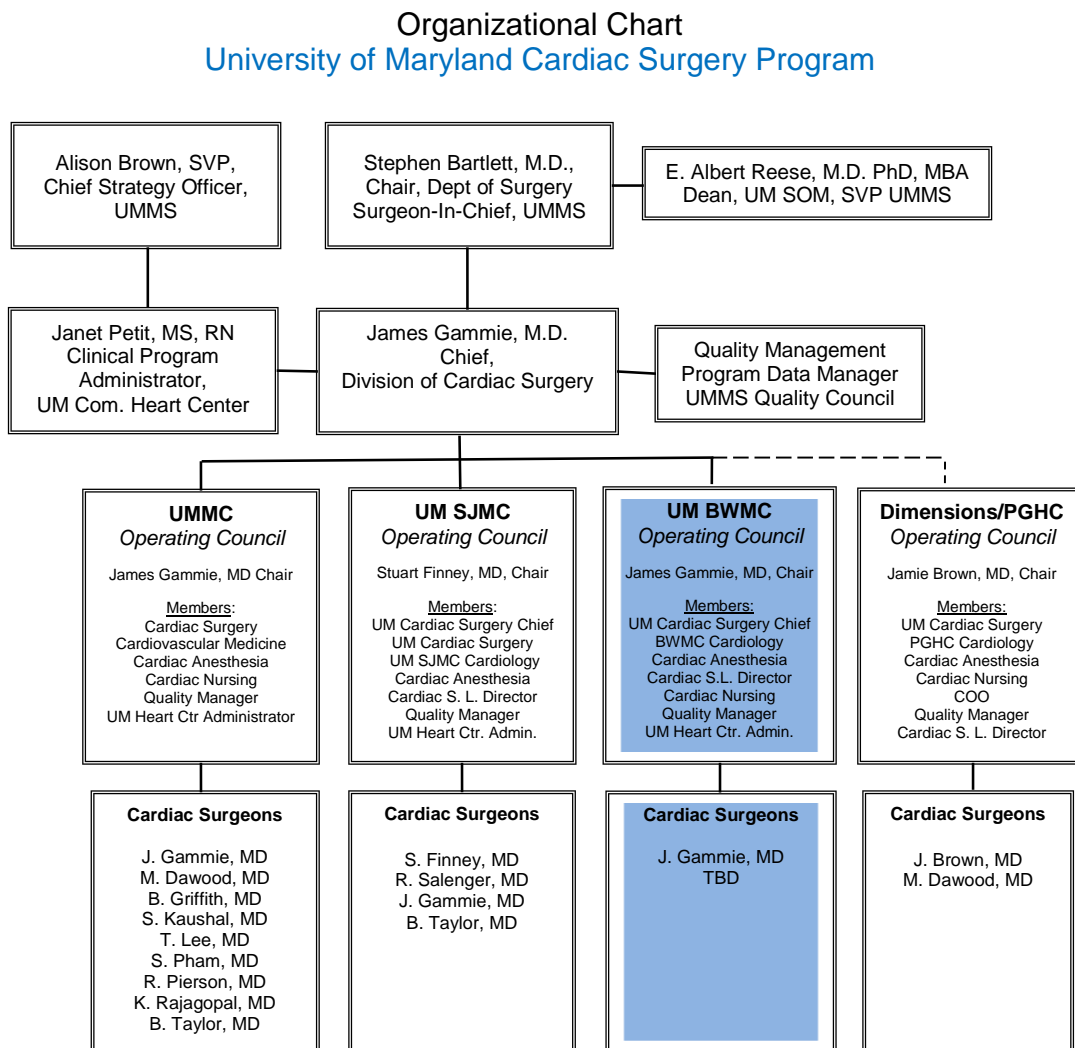 Organizational Chart
University of Maryland Cardiac Surgery Program
Alison Brown, SVP,
Chief Strategy Officer,
UMMS
Stephen Bartlett, M.D.,
Chair, Dept of Surgery
Surgeon-In-Chief, UMMS
E. Albert Reese, M.D. PhD, MBA
Dean, UM SOM, SVP UMMS
Janet Petit, MS, RN
Clinical Program
Administrator,
UM Com. Heart Center
James Gammie, M.D.
Chief,
Division of Cardiac Surgery
Quality Management
Program Data Manager
UMMS Quality Council
UMMC
Operating Council
James Gammie, MD Chair
Members:
Cardiac Surgery
Cardiovascular Medicine
Cardiac Anesthesia
Cardiac Nursing
Quality Manager
UM Heart Ctr Administrator
UM SJMC
Operating Council
Stuart Finney, MD, Chair
Members:
UM Cardiac Surgery Chief
UM Cardiac Surgery
UM SJMC Cardiology
Cardiac Anesthesia
Cardiac S. L. Director
Quality Manager
UM Heart Ctr. Admin.
UM BWMC
Operating Council
James Gammie, MD, Chair
Members:
UM Cardiac Surgery Chief
BWMC Cardiology
Cardiac Anesthesia
Cardiac S.L. Director
Cardiac Nursing
Quality Manager
UM Heart Ctr. Admin.
Dimensions/PGHC
Operating Council
Jamie Brown, MD, Chair
Members:
UM Cardiac Surgery
PGHC Cardiology
Cardiac Anesthesia
Cardiac Nursing
COO
Quality Manager
Cardiac S. L. Director
Cardiac Surgeons
J. Gammie, MD
M. Dawood, MD
B. Griffith, MD
S. Kaushal, MD
T. Lee, MD
S. Pham, MD
R. Pierson, MD
K. Rajagopal, MD
B. Taylor, MD
Cardiac Surgeons
S. Finney, MD
R. Salenger, MD
J. Gammie, MD
B. Taylor, MD
Cardiac Surgeons
J. Gammie, MD
TBD
Cardiac Surgeons
J. Brown, MD
M. Dawood, MD